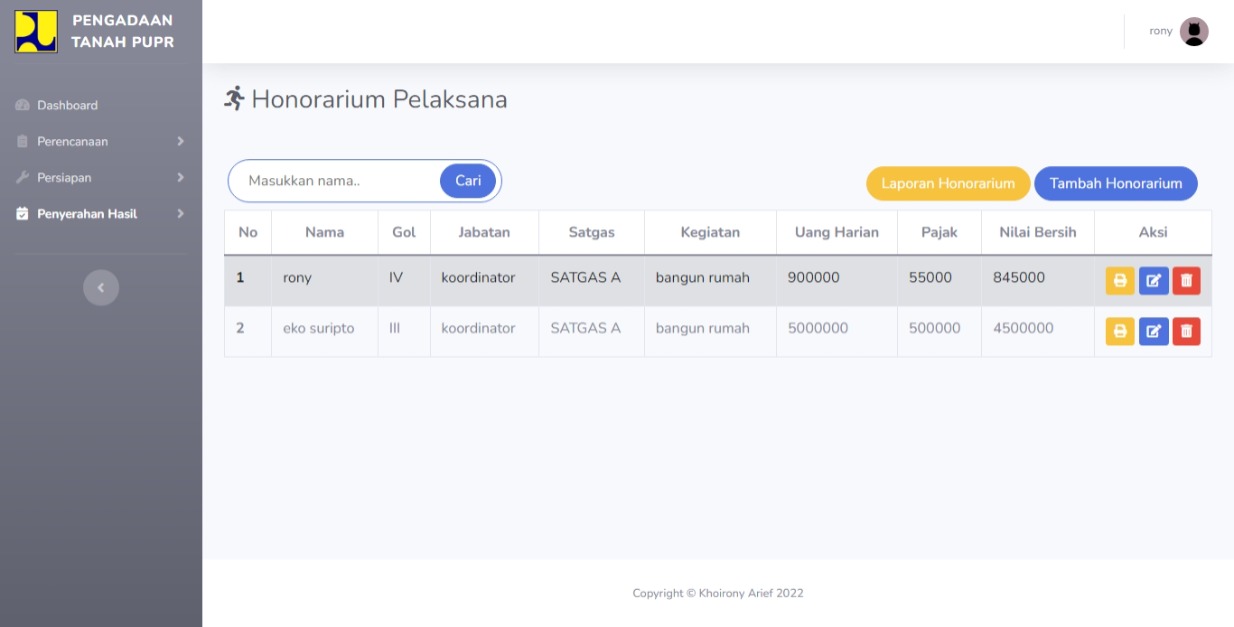 PENGADAAN
TANAH PUPR
rony
Dashboard
Perencanaan
Persiapan
Penyerahan Hasil
Honorarium Pelaksana
Masukkan nama.. Cari
Laporan Honorarium Tambah Honorarium
No Nama Gol Jabatan Satgas Kegiatan Uang Harian Pajak Nilai Bersih Aksi
1 rony IV koordinator SATGAS A bangun rumah 900000 55000 845000
2 eko suripto III koordinator SATGAS A bangun rumah 5000000 500000 4500000
Copyright © Khoirony Arief 2022